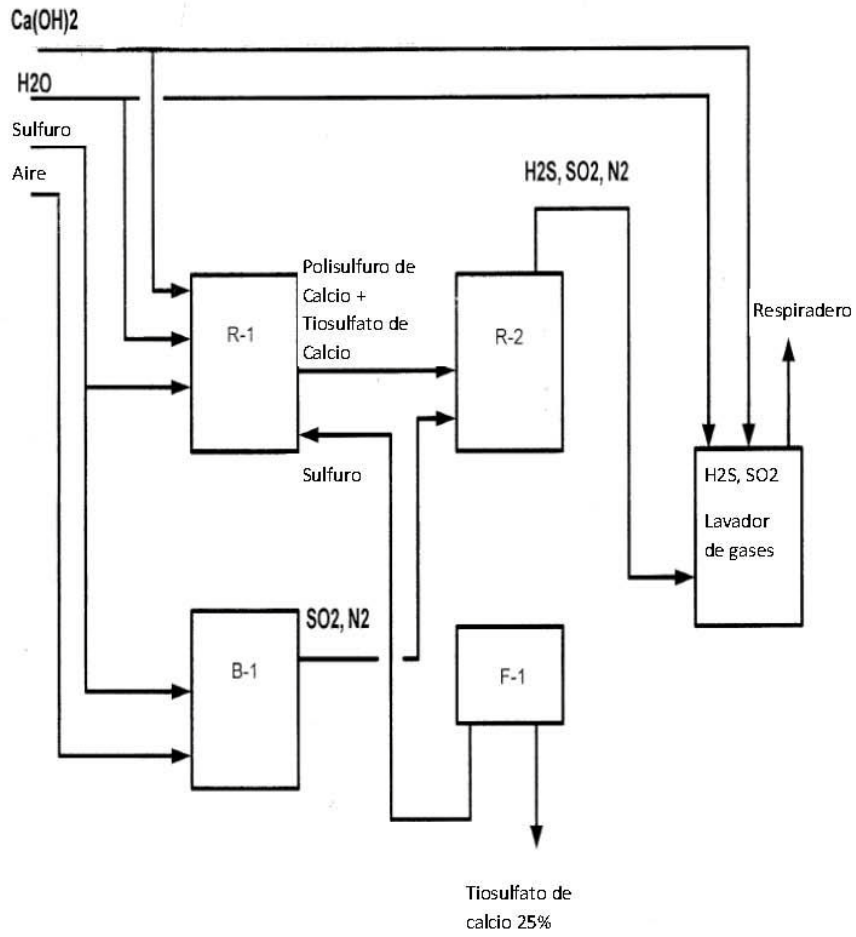 Ca(OH)2
H2O
Sulfuro
Aire
H2S, SO2, N2
Polisulfuro de
Calcio +
Tiosulfato de
Calcio
R-1
R-2
Respiradero
Sulfuro
H2S, SO2
Lavador
de gases
SO2, N2
B-1
F-1
Tiosulfato de
calcio 25%